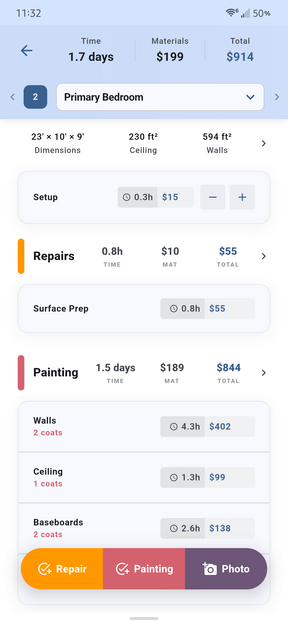 11:32
50%
Time
1.7 days
Materials
$199
Total
$914
2
Primary Bedroom
23' × 10' × 9'
Dimensions
230 ft²
Ceiling
594 ft²
Walls
Setup
0.3h
$15
Repairs
0.8h
TIME
$10
MAT
$55
TOTAL
Surface Prep
0.8h
$55
Painting
1.5 days
TIME
$189
MAT
$844
TOTAL
Walls
2 coats
4.3h
$402
Ceiling
1 coats
1.3h
$99
Baseboards
2 coats
2.6h
$138
Repair
Painting
Photo